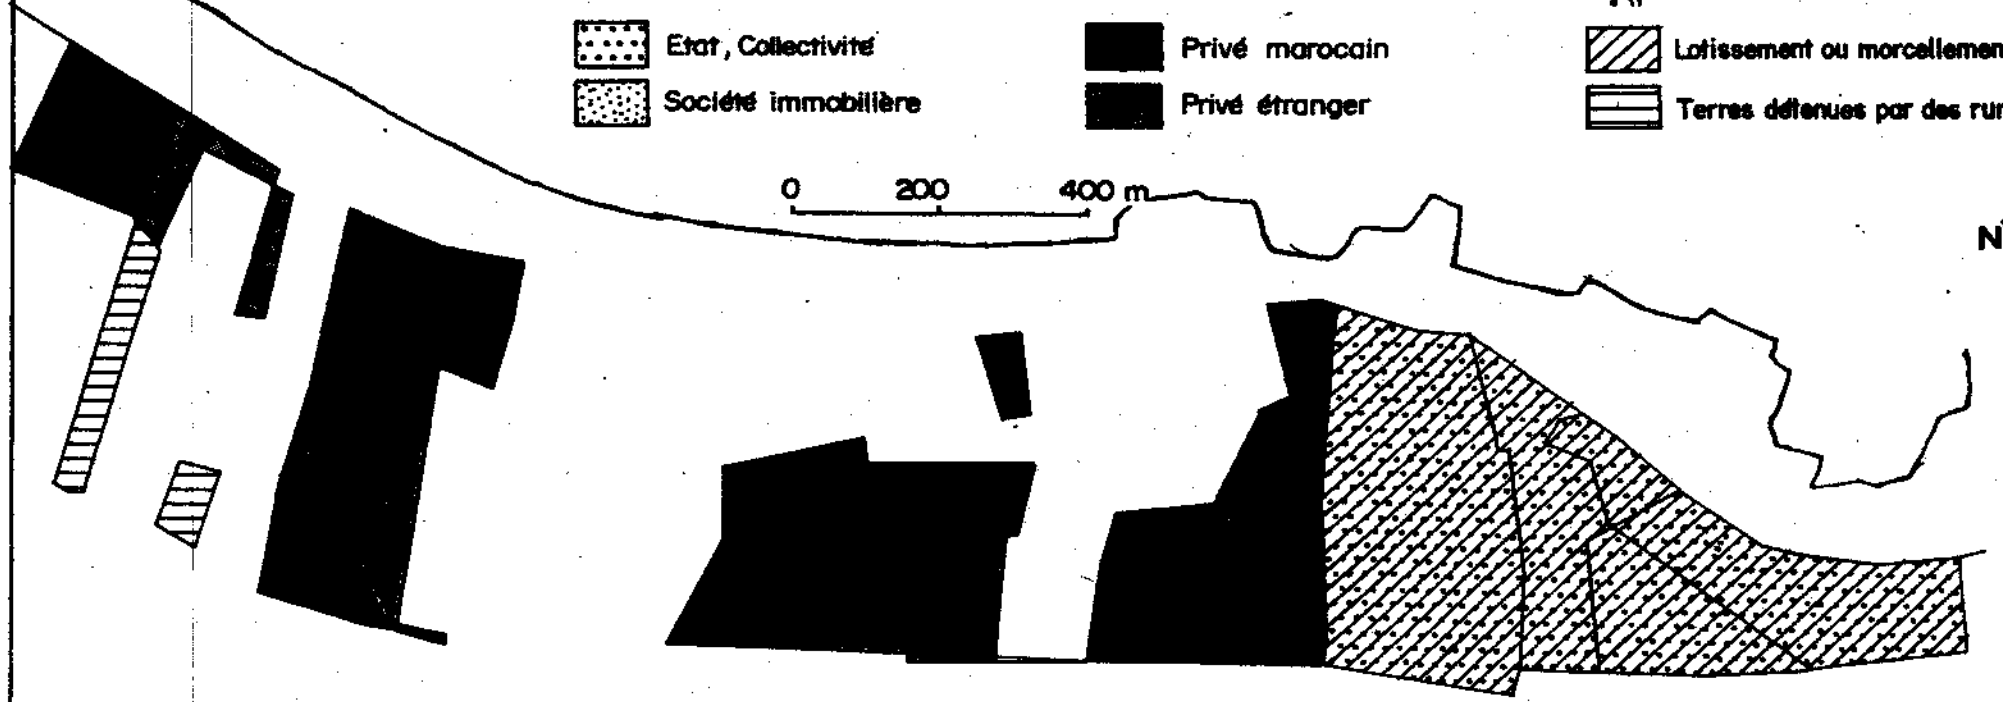 Etat, Collectivité
Société immobilière
Privé marocain
Privé étranger
Lotissement ou morcellemen
Terres détenues par des rur
0 200 400 m
N